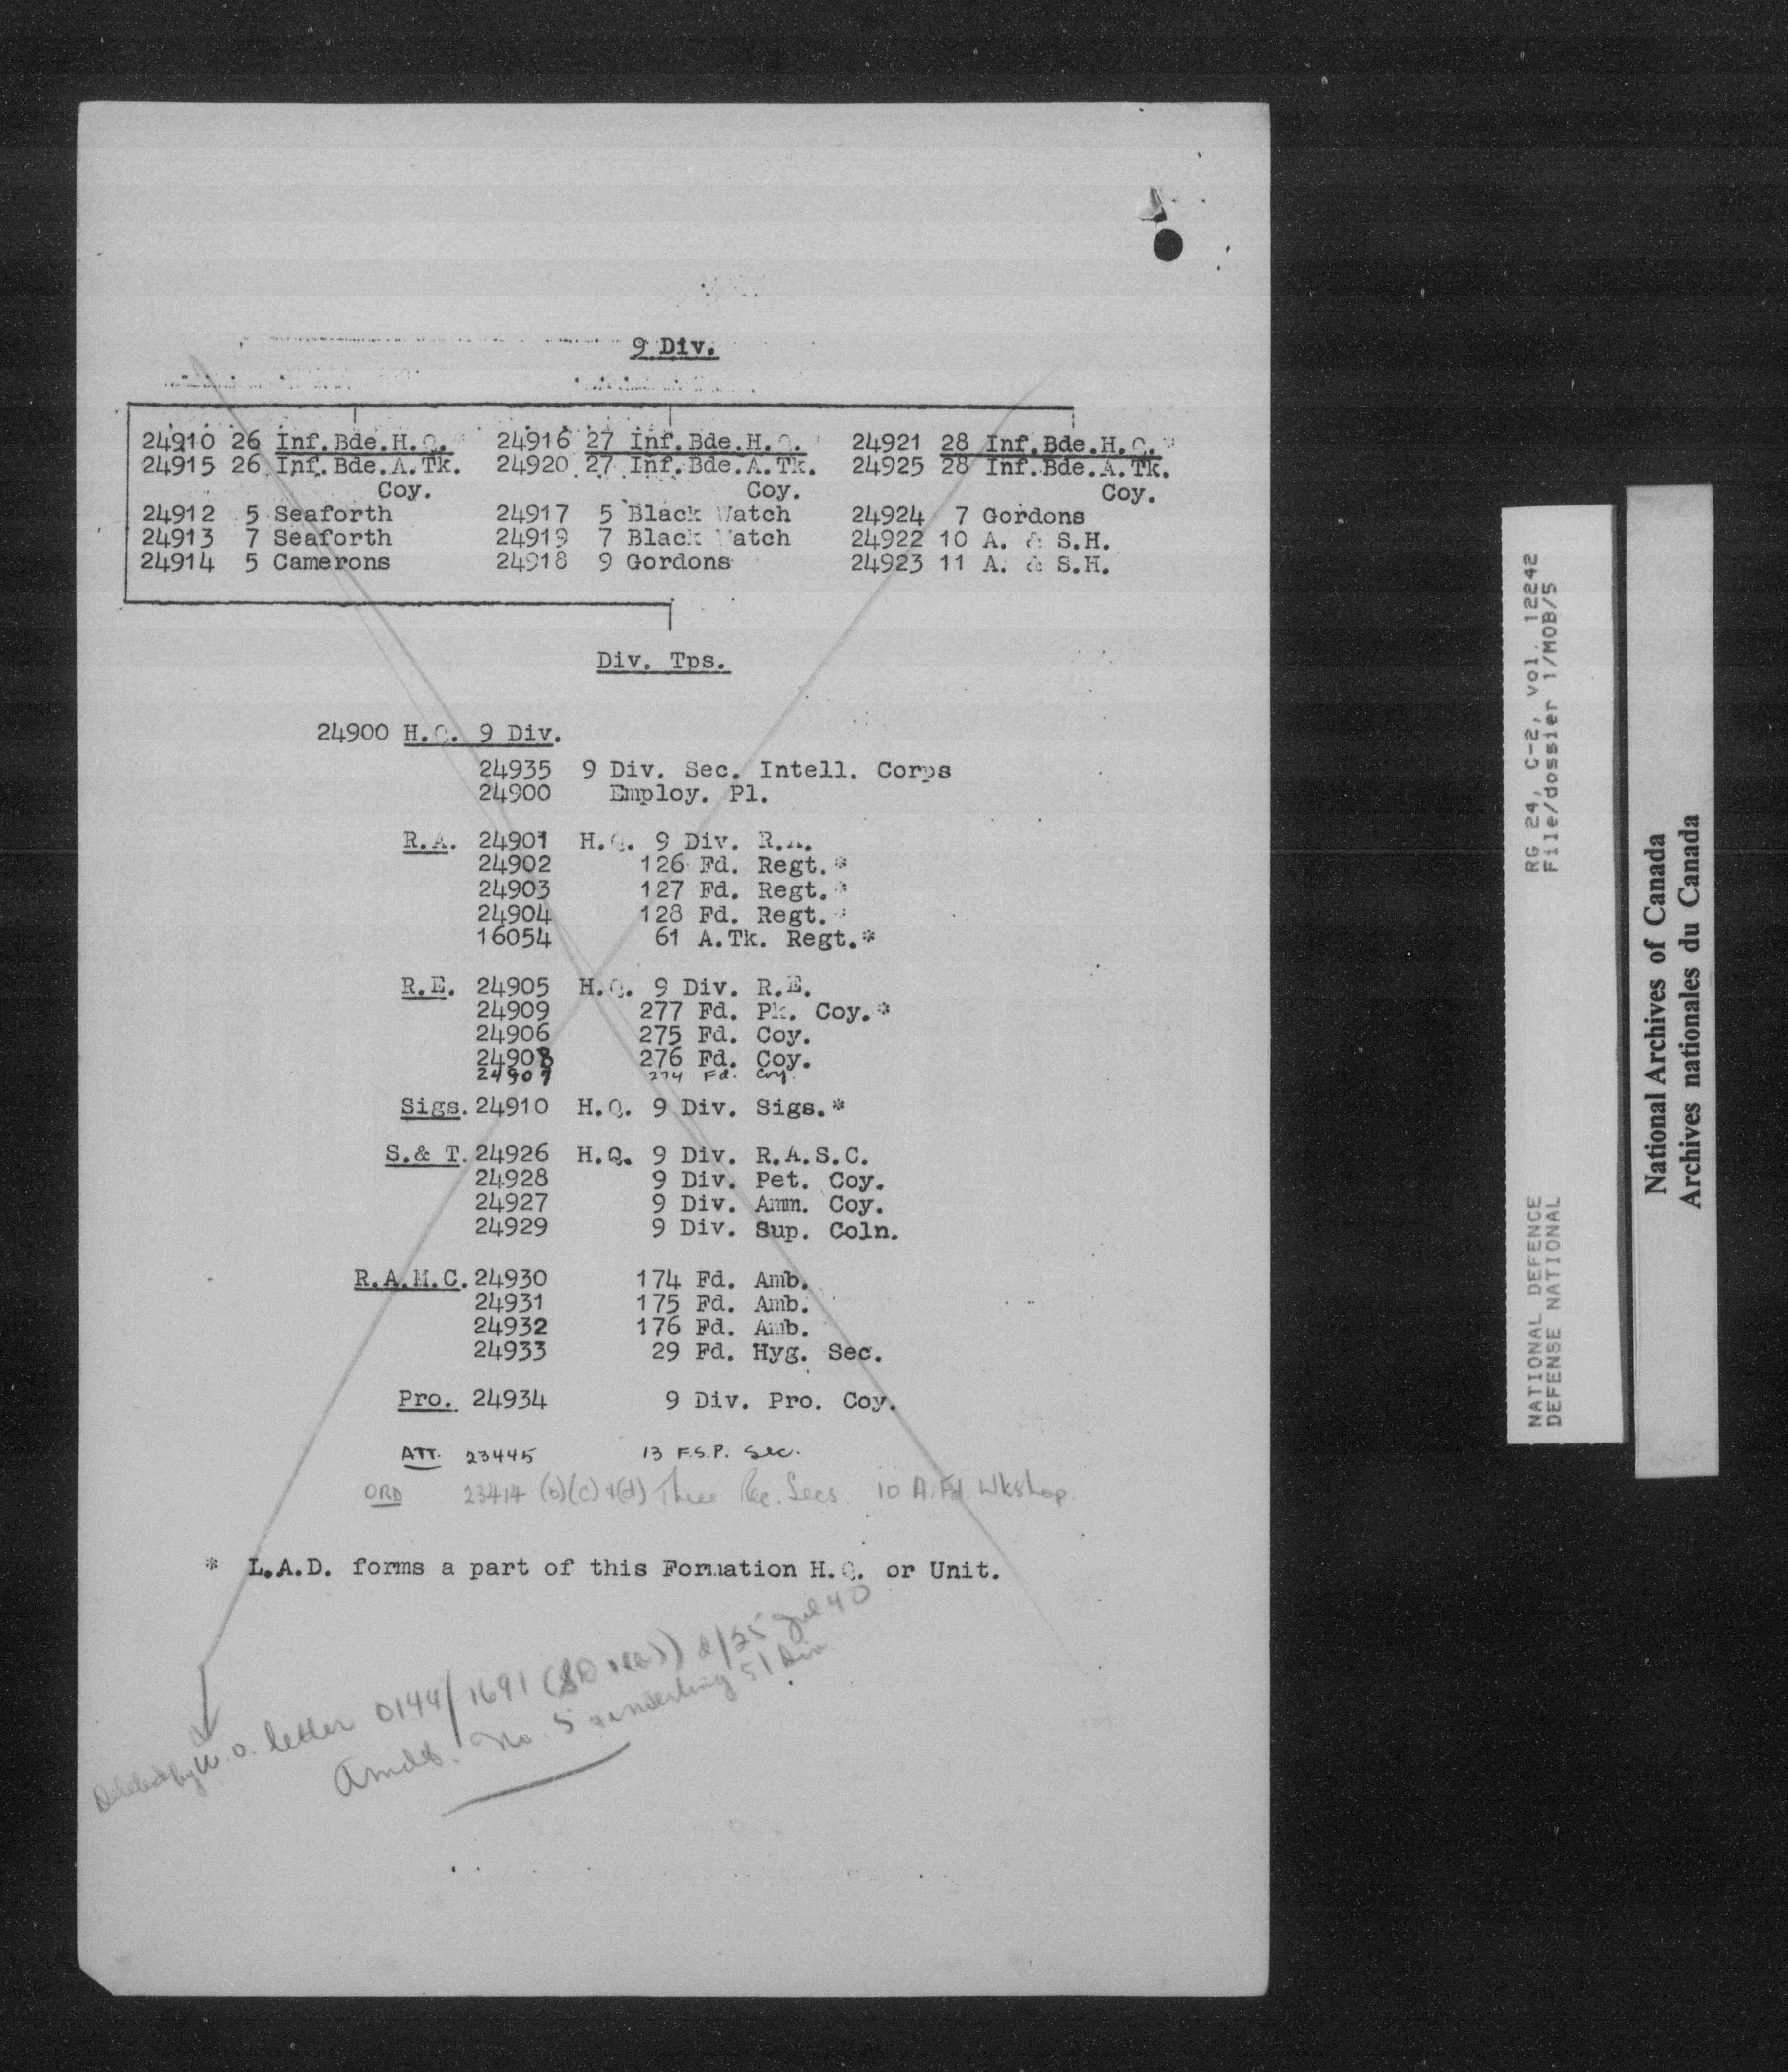 9 Div.
24910 26 Inf.Bde.H.Q.* 24916 27 Inf.Bde.H.Q.* 24921 28 Inf.Bde.H.Q.*
24915 26 Inf.Bde.A.Tk. 24920 27 Inf.Bde.A.Tk. 24925 28 Inf.Bde.A.Tk.
Coy. Coy. Coy.
24912 5 Seaforth 24917 5 Black Watch 24924 7 Gordons
24913 7 Seaforth 24919 7 Black Watch 24922 10 A. & S.H.
24914 5 Camerons 24918 9 Gordons 24923 11 A. & S.H.
Div. Tps.
24900 H.Q. 9 Div.
24935 9 Div. Sec. Intell. Corps
24900 Employ. Pl.
R.A. 24901 H.Q. 9 Div. R.A.
24902 126 Fd. Regt.*
24903 127 Fd. Regt.*
24904 128 Fd. Regt.*
16054 61 A.Tk. Regt.*
R.E. 24905 H.Q. 9 Div. R.E.
24909 277 Fd. Pk. Coy.*
24906 275 Fd. Coy.
24908 276 Fd. Coy.
24907 274 Fd. Coy.
Sigs. 24910 H.Q. 9 Div. Sigs.*
S.& T. 24926 H.Q. 9 Div. R.A.S.C.
24928 9 Div. Pet. Coy.
24927 9 Div. Amm. Coy.
24929 9 Div. Sup. Coln.
R.A.M.C. 24930 174 Fd. Amb.
24931 175 Fd. Amb.
24932 176 Fd. Amb.
24933 29 Fd. Hyg. Sec.
Pro. 24934 9 Div. Pro. Coy.
ATT. 23445 13 F.S.P. Sec.
ORD 23414 (b)(c)+(d) Three Rec. Secs 10 A.Fd. Wkshop.
* L.A.D. forms a part of this Formation H.Q. or Unit.
Deleted by W.O. letter 0144/1691 d/25 Jul 40
Amdt. No. 5 inserting 51 Div
RG 24, C-2, vol. 12242
File/dossier 1/MOB/5
NATIONAL DEFENCE
DEFENSE NATIONAL
National Archives of Canada
Archives nationales du Canada